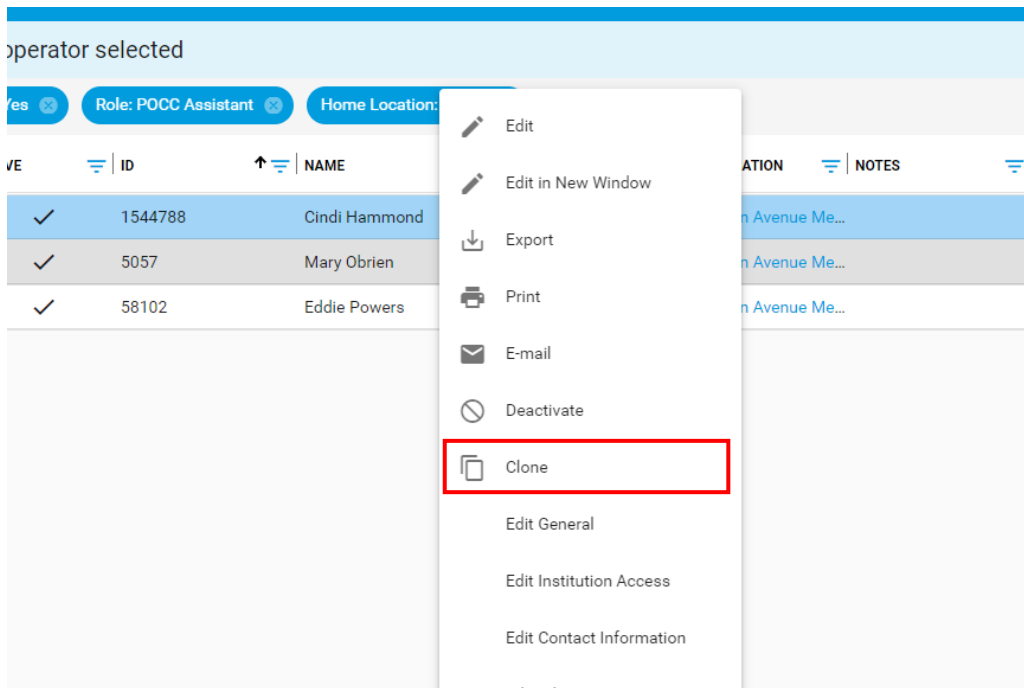 operator selected
Yes
Role: POCC Assistant
Home Location:
VE
ID
NAME
ATION
NOTES
1544788
Cindi Hammond
n Avenue Me...
5057
Mary Obrien
n Avenue Me...
58102
Eddie Powers
n Avenue Me...
Edit
Edit in New Window
Export
Print
E-mail
Deactivate
Clone
Edit General
Edit Institution Access
Edit Contact Information